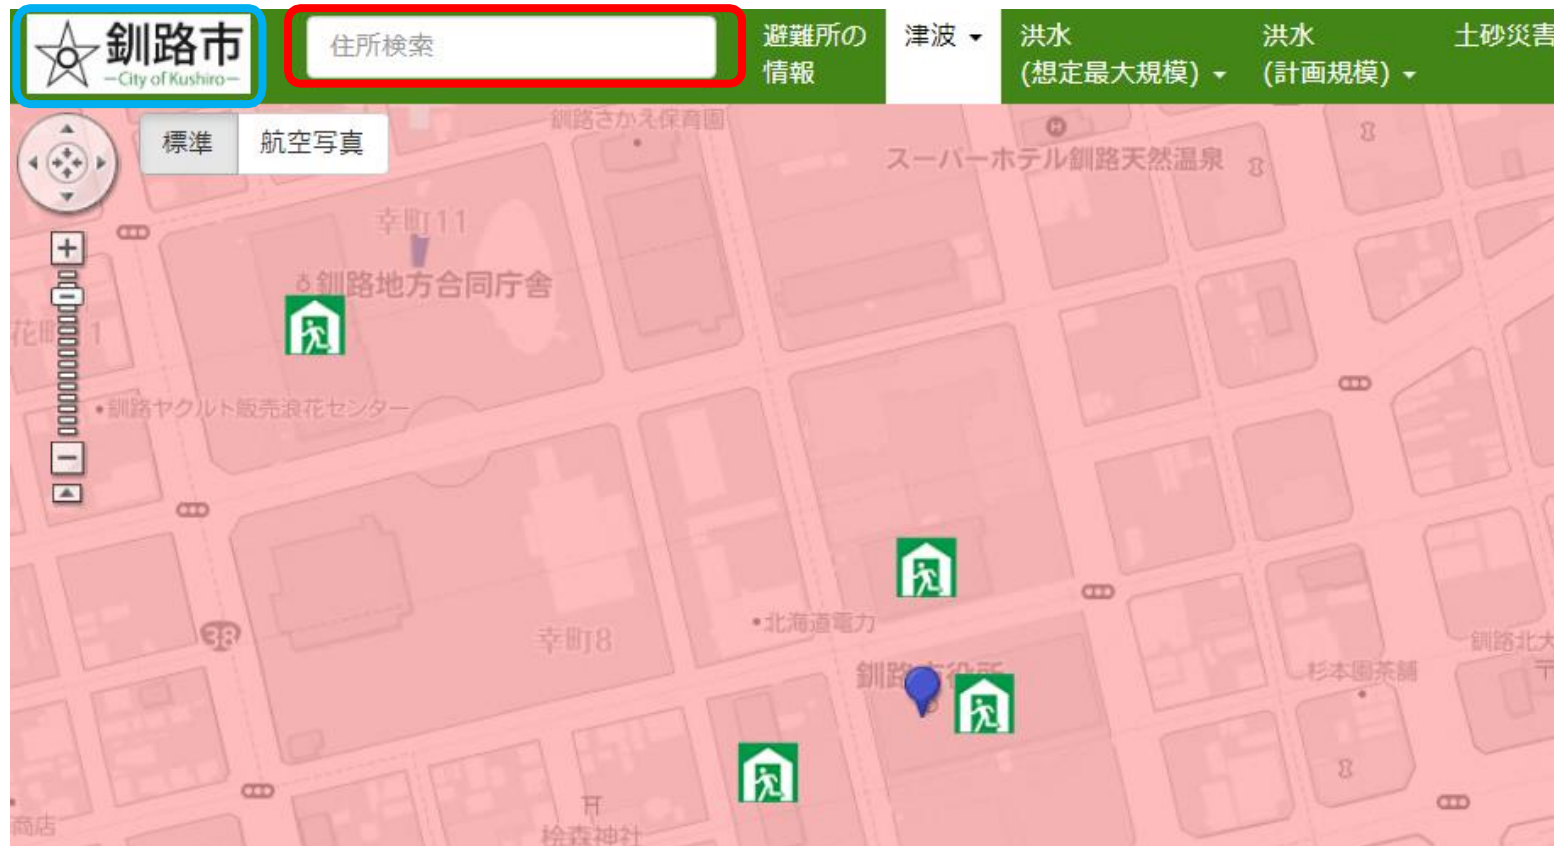 釧路市
City of Kushiro
住所検索
避難所の
情報
津波
洪水
(想定最大規模)
洪水
(計画規模)
土砂災害
標準
航空写真
釧路さかえ保育園
スーパーホテル釧路天然温泉
幸町11
釧路地方合同庁舎
釧路ヤクルト販売浪花センター
38
幸町8
北海道電力
釧路市役所
釧路北大
杉本園茶舗
商店
桧森神社